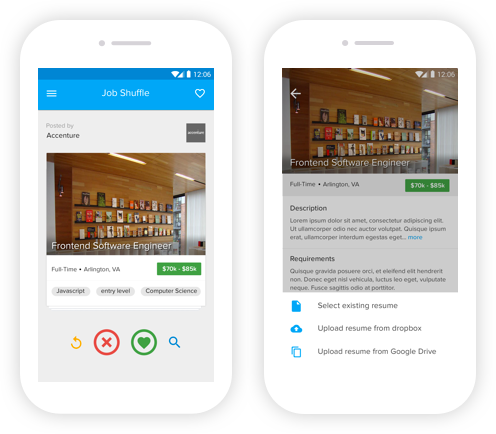 12:06
Job Shuffle
Posted by
Accenture
accenture
Frontend Software Engineer
Full-Time • Arlington, VA
$70k - $85k
Javascript
entry level
Computer Science
12:06
Frontend Software Engineer
Full-Time • Arlington, VA
$70k - $85k
Description
Lorem ipsum dolor sit amet, consectetur adipiscing elit.
Ut ullamcorper odio nec auctor volutpat. Quisque ipsum
erat, ullamcorper interdum egestas eget... more
Requirements
Quisque gravida posuere orci, et eleifend elit hendrerit
non. Donec eget nisl vehicula, luctus leo eget, vulputate
neque. Fusce sagittis odio at porttitor.
Select existing resume
Upload resume from dropbox
Upload resume from Google Drive